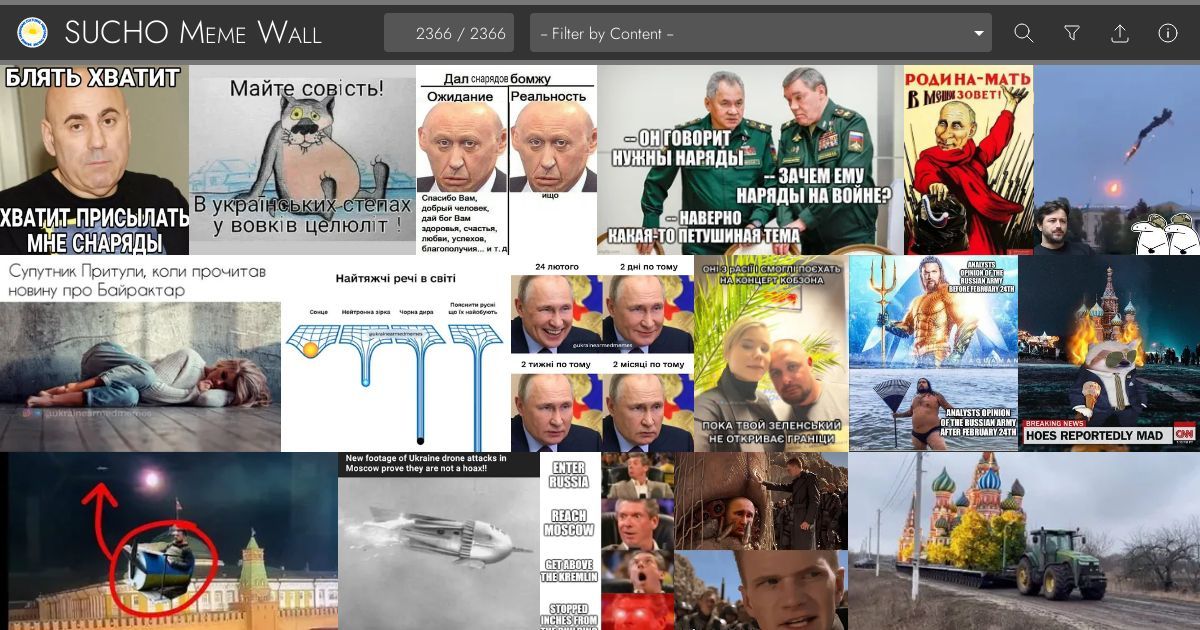 SUCHO MEME WALL
2366 / 2366
– Filter by Content –
БЛЯТЬ ХВАТИТ
ХВАТИТ ПРИСЫЛАТЬ
МНЕ СНАРЯДЫ
Майте совість!
В українських степах
у вовків целюліт !
Дал снарядов бомжу
Ожидание
Реальность
Спасибо Вам,
добрый человек,
дай бог Вам
здоровья, счастья,
любви, успехов,
благополучия... и т. д
ищо
-- ОН ГОВОРИТ
НУЖНЫ НАРЯДЫ
-- ЗАЧЕМ ЕМУ
НАРЯДЫ НА ВОЙНЕ?
-- НАВЕРНО
КАКАЯ-ТО ПЕТУШИНАЯ ТЕМА
РОДИНА-МАТЬ
В МЕШОК ЗОВЕТ!
Супутник Притули, коли прочитав
новину про Байрактар
@ukrainearmedmemes
Найтяжчі речі в світі
Сонце
Нейтронна зірка
Чорна дира
Пояснити русні
що їх найобують
@ukrainearmedmemes
24 лютого
2 дні по тому
@ukrainearmedmemes
2 тижні по тому
2 місяці по тому
ОНІ З РАСІЇ І СМОГЛІ ПОЄХАТЬ
НА КОНЦЕРТ КОБЗОНА
ПОКА ТВОЙ ЗЕЛЕНСЬКИЙ
НЕ ОТКРИВАЄ ГРАНІЦИ
ANALYSTS
OPINION OF THE
RUSSIAN ARMY
BEFORE FEBRUARY 24TH
AQUAMAN
ANALYSTS OPINION
OF THE RUSSIAN ARMY
AFTER FEBRUARY 24TH
BREAKING NEWS
HOES REPORTEDLY MAD
CNN
New footage of Ukraine drone attacks in
Moscow prove they are not a hoax!!
ENTER
RUSSIA
REACH
MOSCOW
GET ABOVE
THE KREMLIN
STOPPED
INCHES FROM